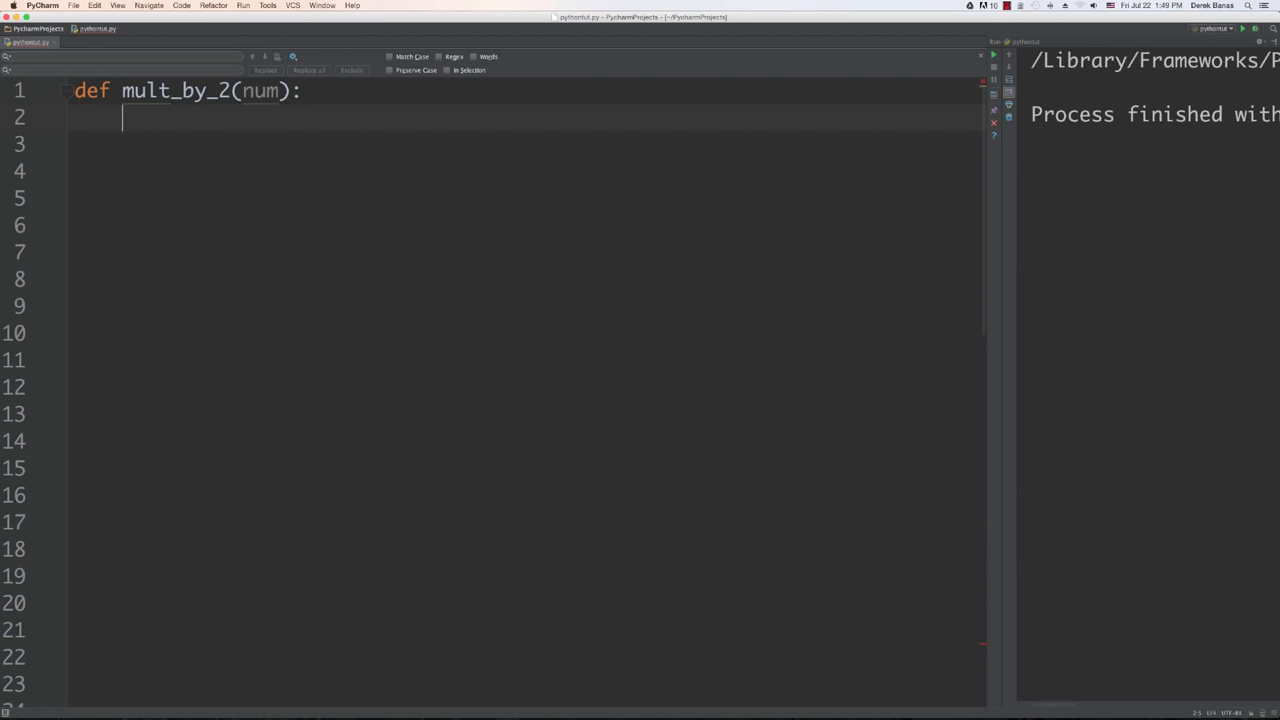 PyCharm File Edit View Navigate Code Refactor Run Tools VCS Window Help 10 Fri Jul 22 1:49 PM Derek Banas
pythontut.py - PycharmProjects - [~/PycharmProjects]
PycharmProjects pythontut.py pythontut
pythontut.py Run pythontut
Match Case Regex Words
Replace Replace all Exclude Preserve Case In Selection
1 def mult_by_2(num):
2
3
4
5
6
7
8
9
10
11
12
13
14
15
16
17
18
19
20
21
22
23
/Library/Frameworks/P
Process finished with
2:5 LF÷ UTF-8÷